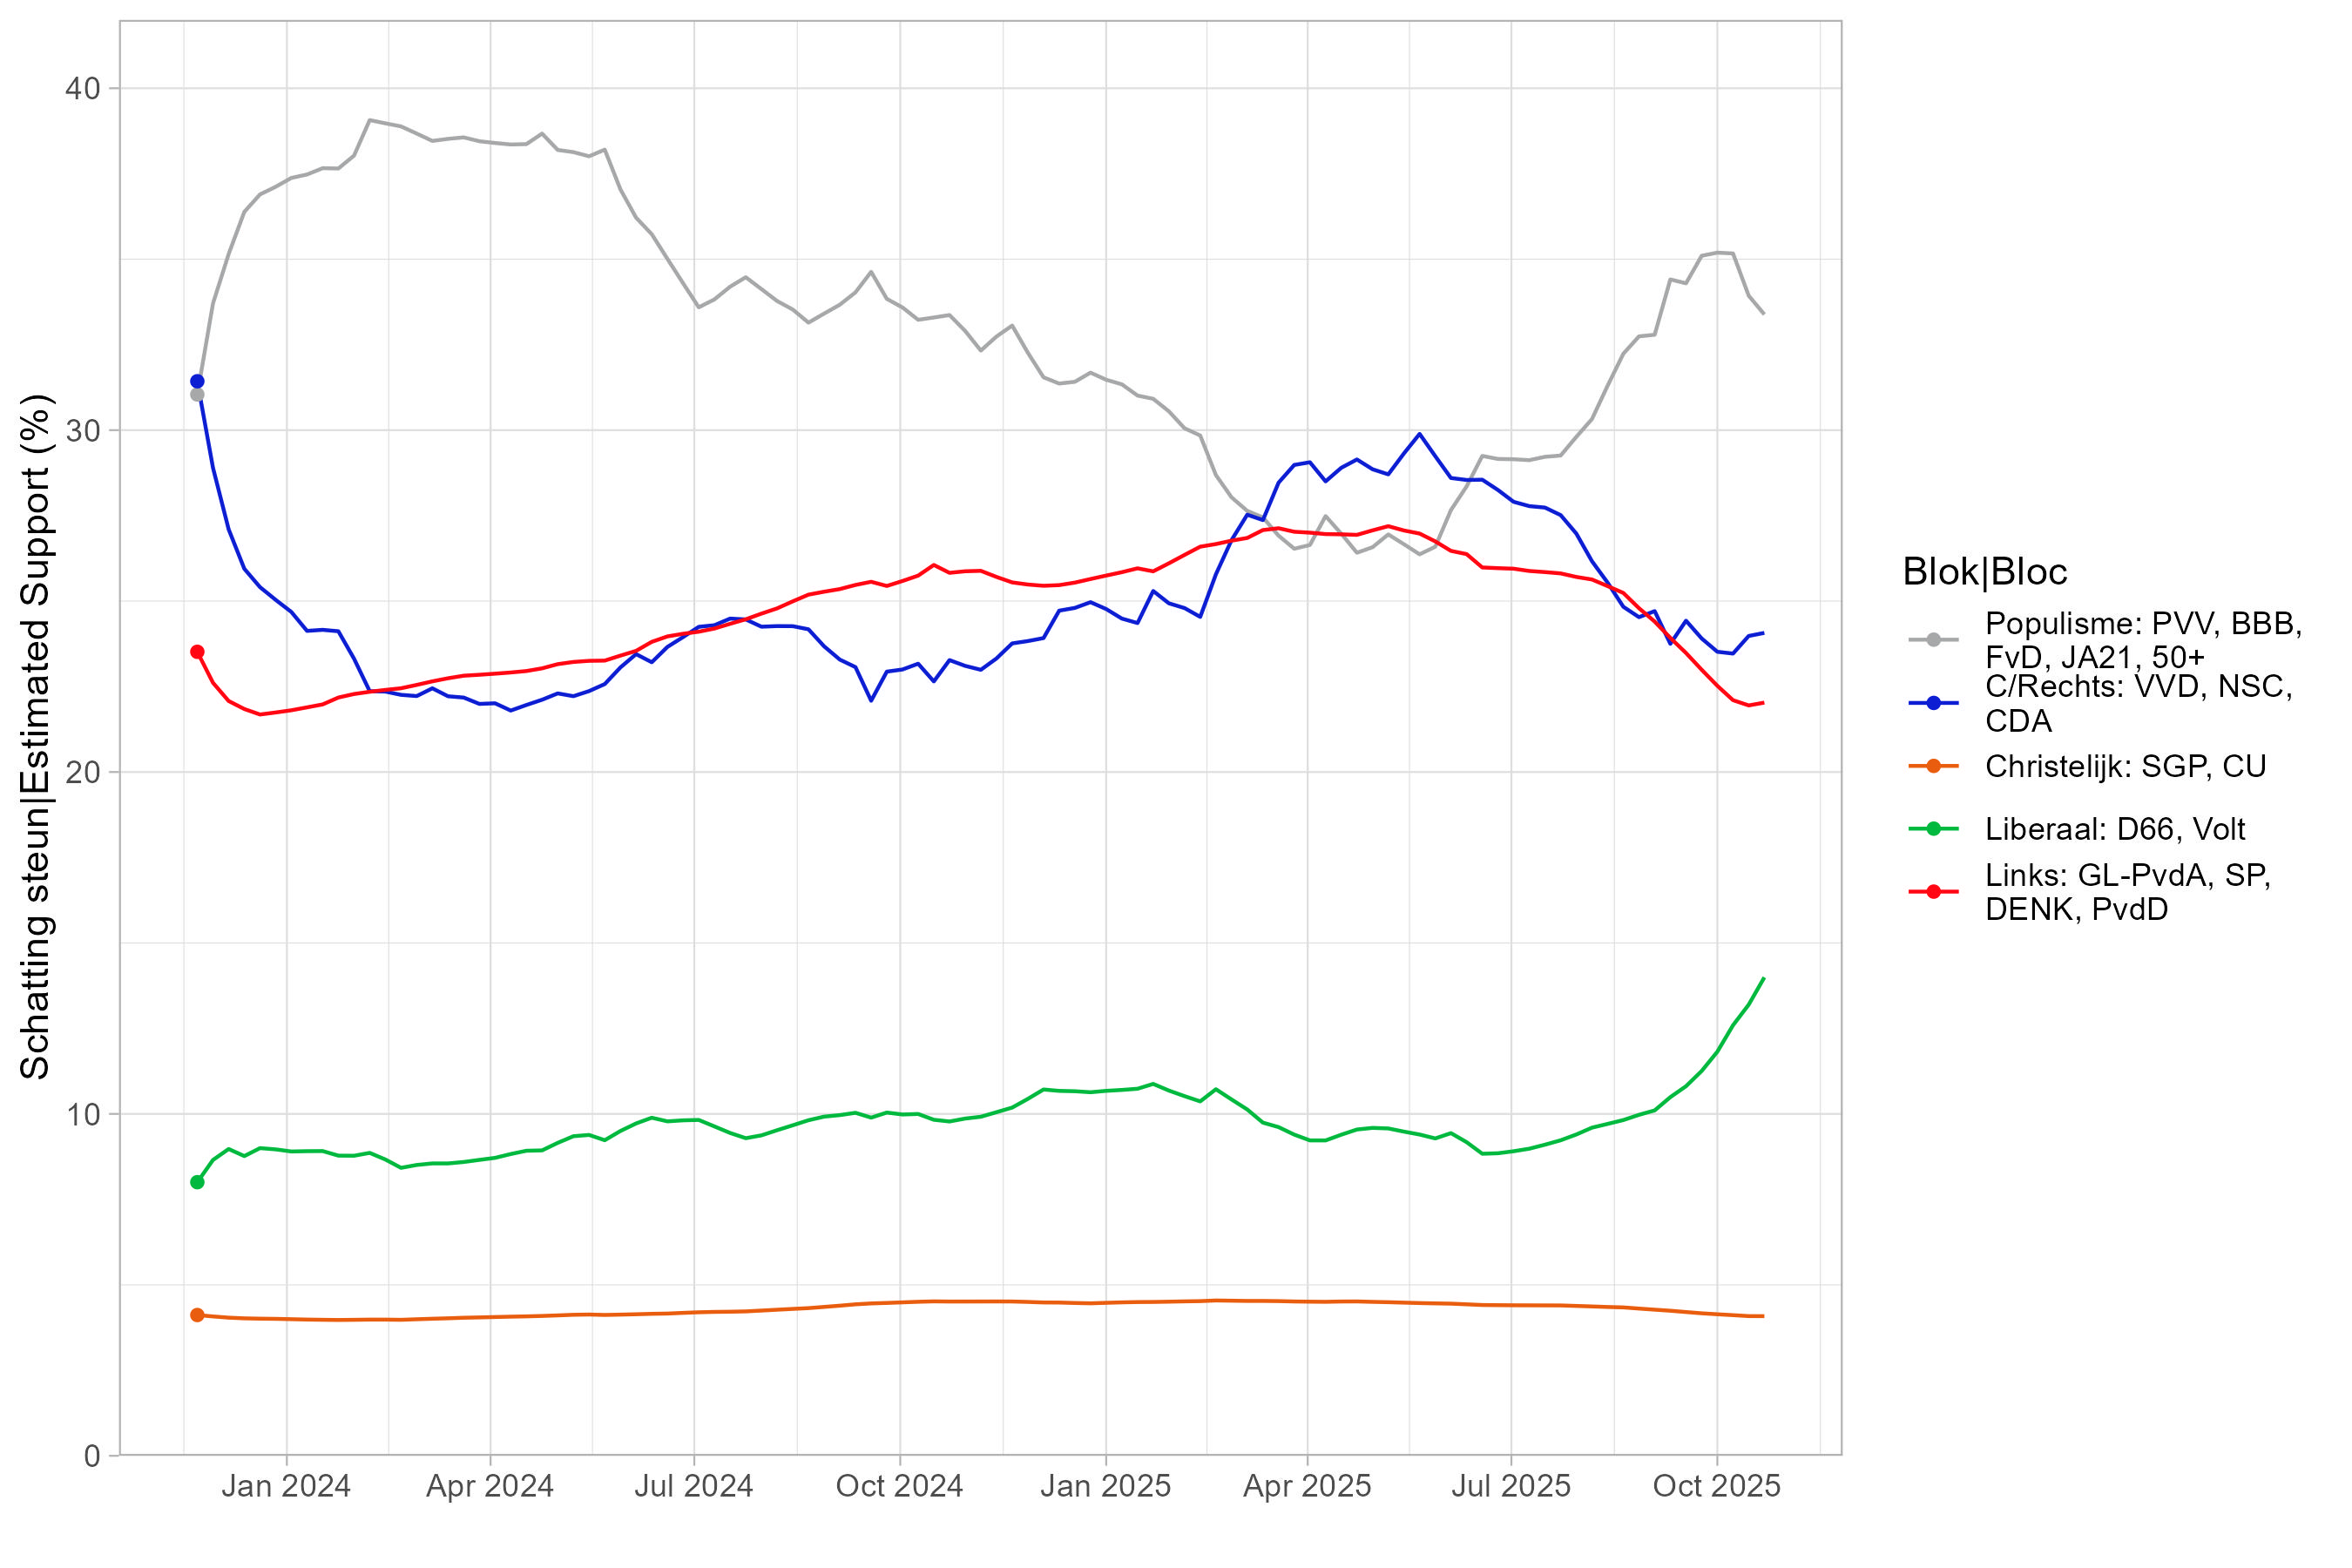 Schatting steun|Estimated Support (%)
40
30
20
10
0
Jan 2024
Apr 2024
Jul 2024
Oct 2024
Jan 2025
Apr 2025
Jul 2025
Oct 2025
Blok|Bloc
Populisme: PVV, BBB,
FvD, JA21, 50+
C/Rechts: VVD, NSC,
CDA
Christelijk: SGP, CU
Liberaal: D66, Volt
Links: GL-PvdA, SP,
DENK, PvdD